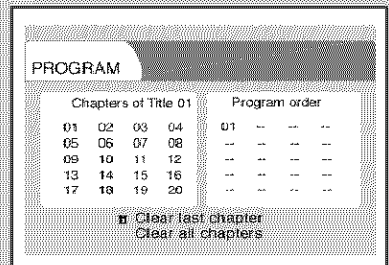 PROGRAM
Chapters of Title 01 Program order
01 02 03 04 01 -- -- --
05 06 07 08 -- -- -- --
09 10 11 12 -- -- -- --
13 14 15 16 -- -- -- --
17 18 19 20 -- -- -- --
Clear last chapter
Clear all chapters